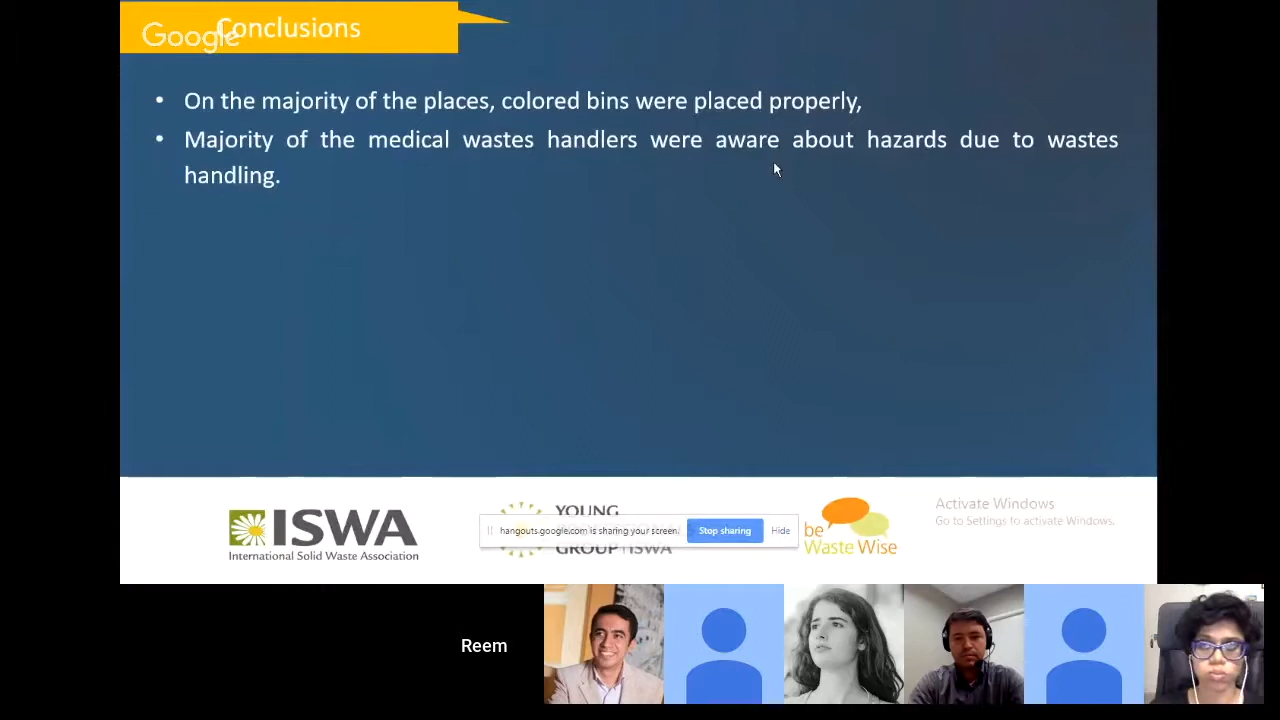 Google
Conclusions
• On the majority of the places, colored bins were placed properly,
• Majority of the medical wastes handlers were aware about hazards due to wastes
handling.
ISWA
International Solid Waste Association
YOUNG
GROUP ISWA
hangouts.google.com is sharing your screen.
Stop sharing
Hide
be
Waste Wise
Activate Windows
Go to Settings to activate Windows.
Reem